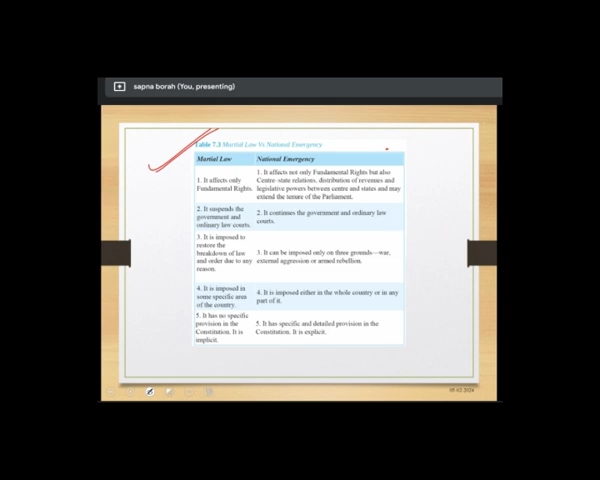 sapna borah (You, presenting)
Table 7.3 Martial Law Vs National Emergency
Martial Law National Emergency
1. It affects only
Fundamental Rights.
1. It affects not only Fundamental Rights but also
Centre-state relations, distribution of revenues and
legislative powers between centre and states and may
extend the tenure of the Parliament.
2. It suspends the
government and
ordinary law courts.
2. It continues the government and ordinary law
courts.
3. It is imposed to
restore the
breakdown of law
and order due to any
reason.
3. It can be imposed only on three grounds—war,
external aggression or armed rebellion.
4. It is imposed in
some specific area
of the country.
4. It is imposed either in the whole country or in any
part of it.
5. It has no specific
provision in the
Constitution. It is
implicit.
5. It has specific and detailed provision in the
Constitution. It is explicit.